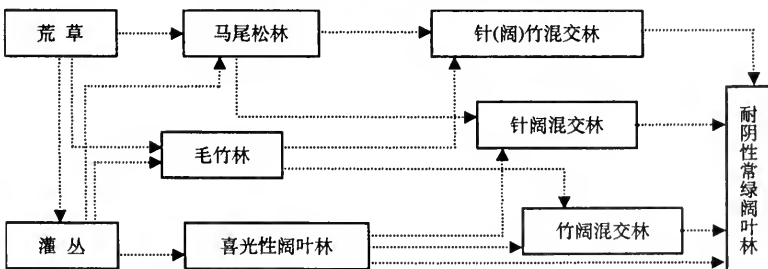 荒草
马尾松林
针(阔)竹混交林
针阔混交林
毛竹林
耐阴性常绿阔叶林
灌丛
喜光性阔叶林
竹阔混交林